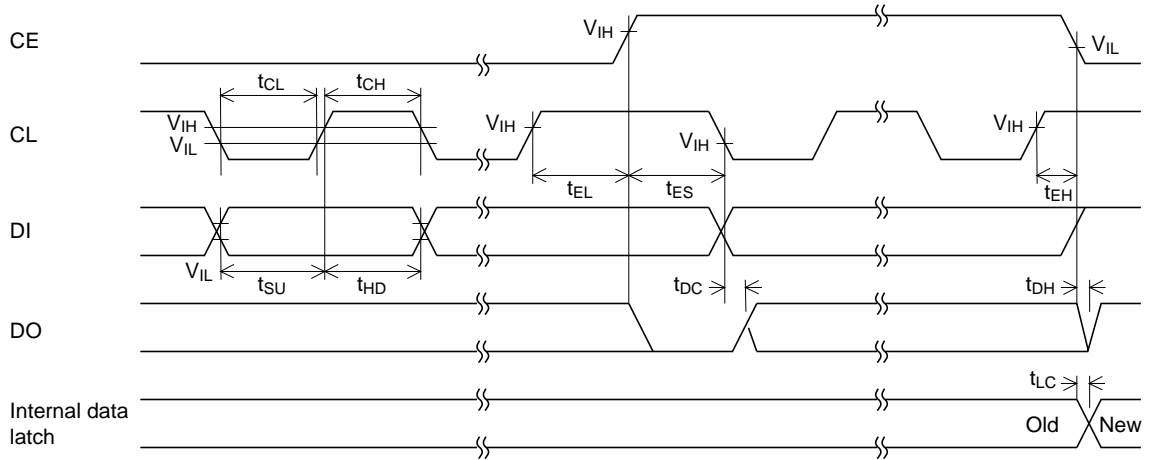 CE
V_IH
V_IL
t_CL
t_CH
CL
V_IH
V_IL
V_IH
V_IH
V_IH
t_EL
t_ES
t_EH
DI
V_IL
t_SU
t_HD
t_DC
t_DH
DO
t_LC
Internal data
latch
Old
New